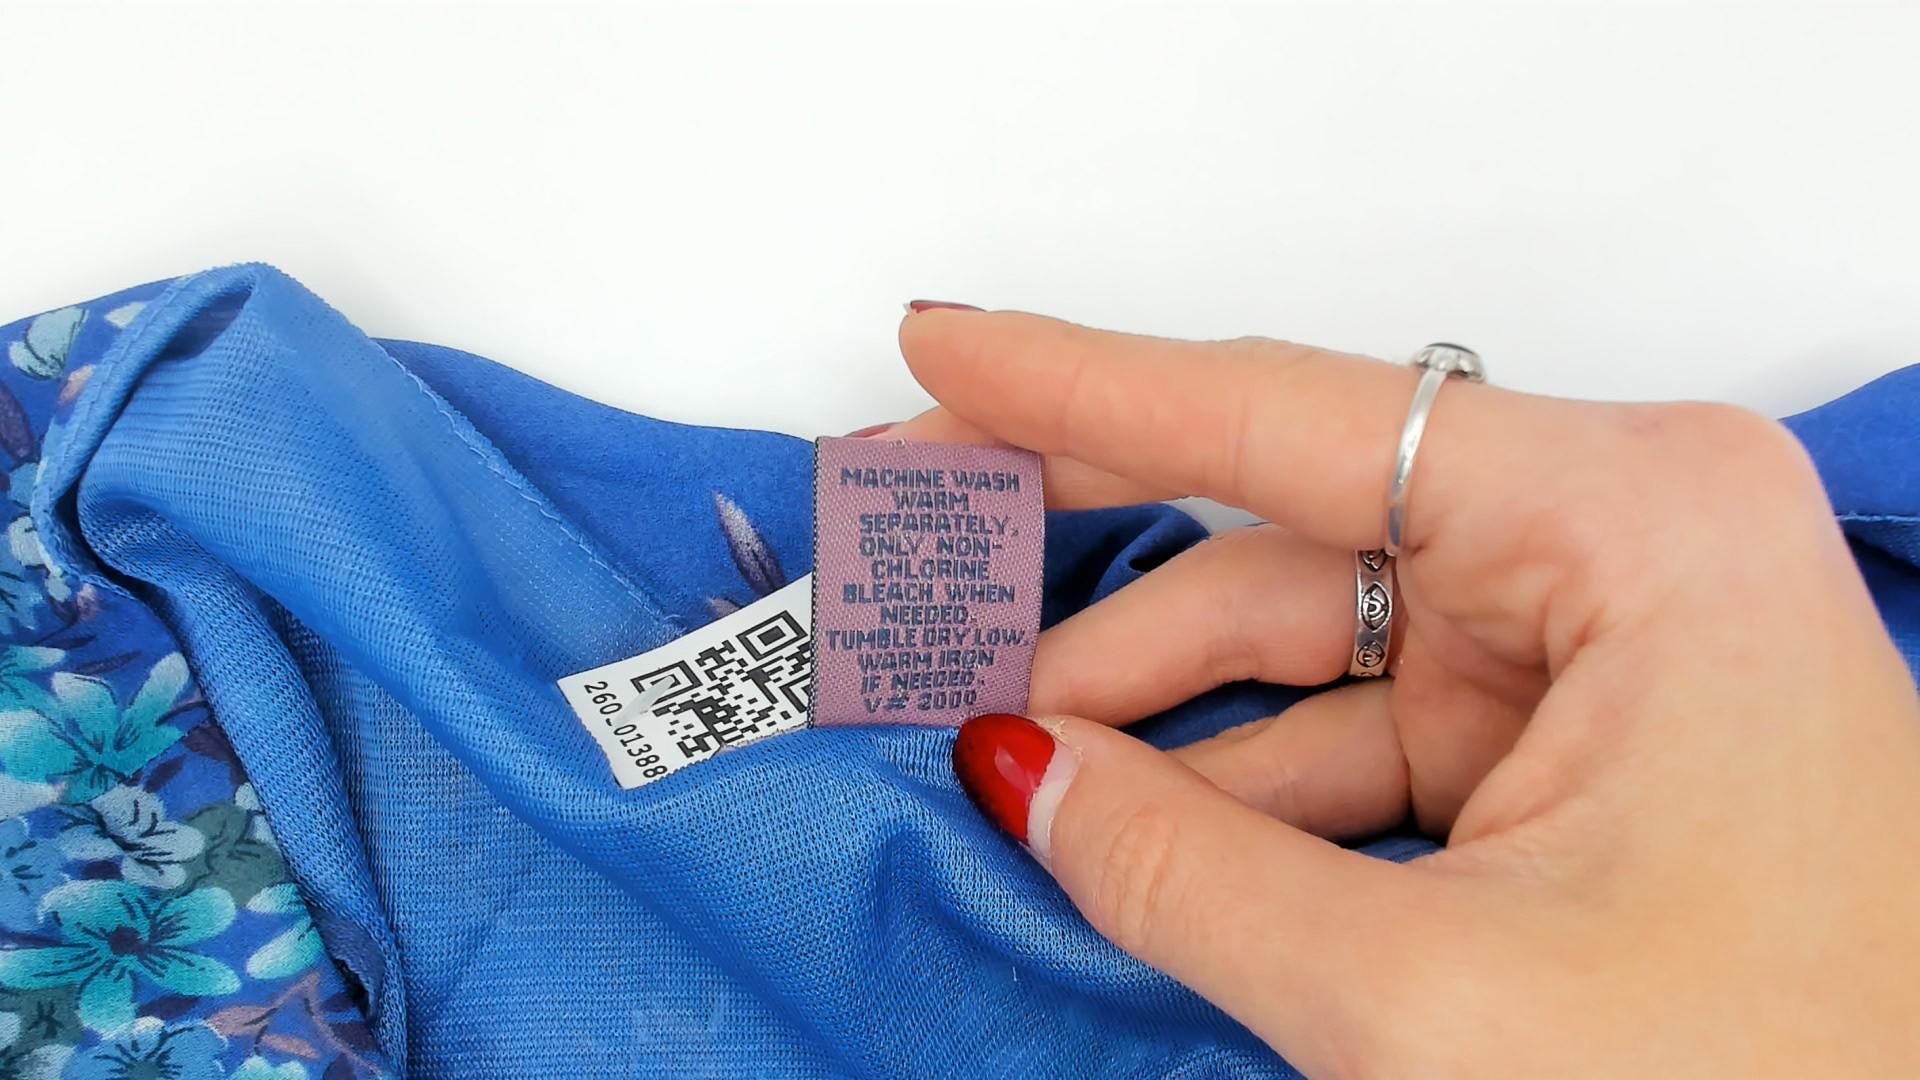 MACHINE WASH
WARM
SEPARATELY,
ONLY NON-
CHLORINE
BLEACH WHEN
NEEDED.
TUMBLE DRY LOW.
WARM IRON
IF NEEDED.
V# 2000
260_01388